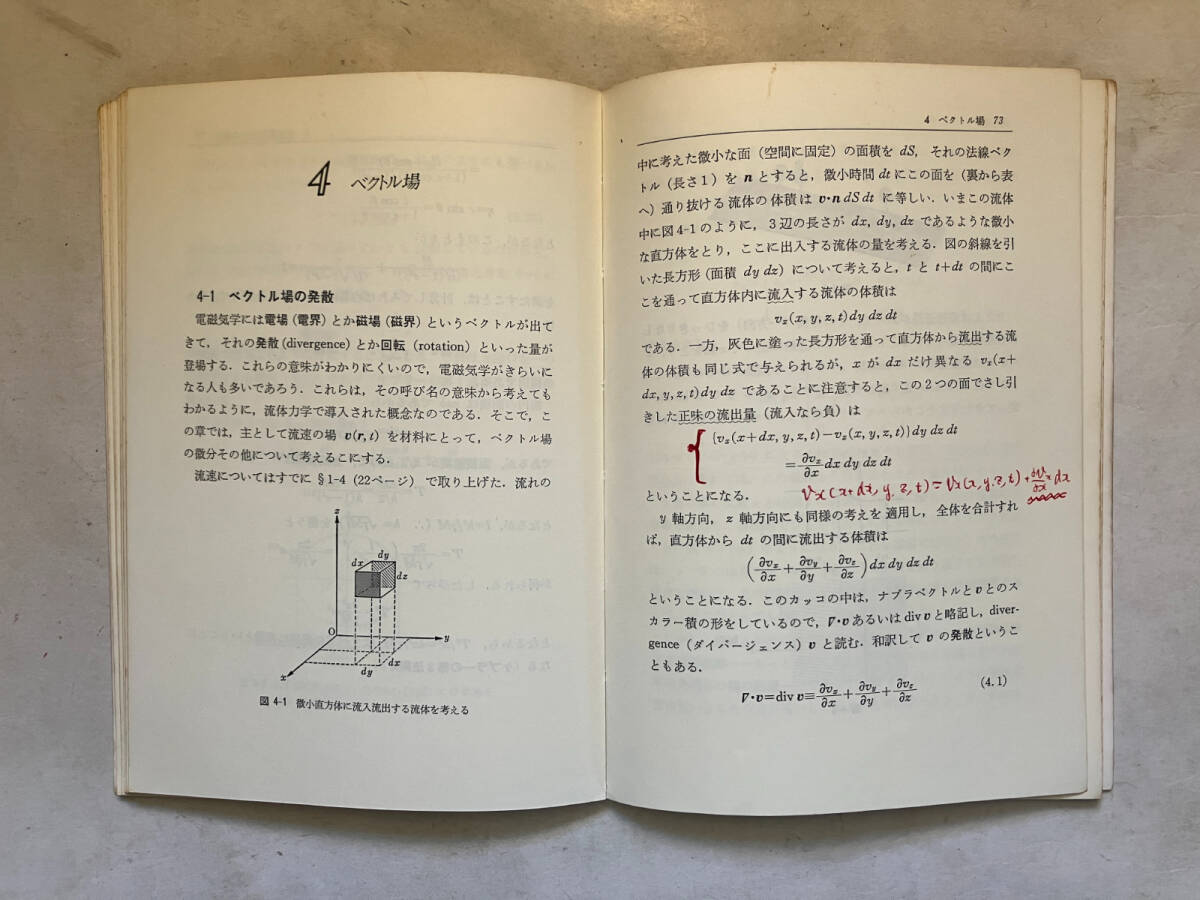 4 ベクトル場
4-1 ベクトル場の発散
電磁気学には電場（電界）とか磁場（磁界）というベクトルが出て
きて，それの発散(divergence)とか回転 (rotation) といった量が
登場する．これらの意味がわかりにくいので，電磁気学がきらいに
なる人も多いであろう．これらは，その呼び名の意味から考えても
わかるように，流体力学で導入された概念なのである．そこで，こ
の章では，主として流速の場 v(r, t) を材料にとって，ベクトル場
の微分その他について考えるこにする．
流速についてはすでに §1-4 (22ページ) で取り上げた．流れの
z
dy
dx
dz
O
y
dx
dy
x
図 4-1 微小直方体に流入流出する流体を考える
4 ベクトル場 73
中に考えた微小な面（空間に固定）の面積を dS，それの法線ベク
トル（長さ1）を n とすると，微小時間 dt にこの面を（裏から表
へ）通り抜ける流体の体積は v·n dS dt に等しい．いまこの流体
中に図4-1のように，3辺の長さが dx, dy, dz であるような微小
な直方体をとり，ここに出入する流体の量を考える．図の斜線を引
いた長方形（面積 dy dz）について考えると，t と t+dt の間にこ
こを通って直方体内に流入する流体の体積は
vx(x, y, z, t) dy dz dt
である．一方，灰色に塗った長方形を通って直方体から流出する流
体の体積も同じ式で与えられるが，x が dx だけ異なる vx(x+
dx, y, z, t) dy dz であることに注意すると，この2つの面でさし引
きした正味の流出量（流入なら負）は
{vx(x+dx, y, z, t)−vx(x, y, z, t)} dy dz dt
=∂vx/∂x dx dy dz dt
ということになる．
vx(x+dx, y, z, t) = vx(x, y, z, t) + ∂vx/∂x dx
y 軸方向，z 軸方向にも同様の考えを適用し，全体を合計すれ
ば，直方体から dt の間に流出する体積は
(∂vx/∂x+∂vy/∂y+∂vz/∂z) dx dy dz dt
ということになる．このカッコの中は，ナブラベクトルと v とのス
カラー積の形をしているので，∇·v あるいは div v と略記し，diver-
gence（ダイバージェンス）v と読む．和訳して v の発散というこ
ともある．
∇·v=div v≡∂vx/∂x+∂vy/∂y+∂vz/∂z (4.1)